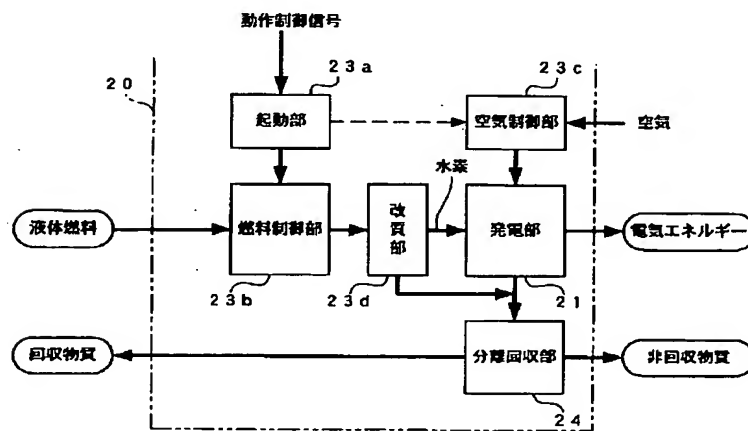 動作制御信号
23a
23c
20
起動部
空気制御部
空気
水素
液体燃料
燃料制御部
改質部
発電部
電気エネルギー
23b
23d
21
回収物質
分離回収部
非回収物質
24